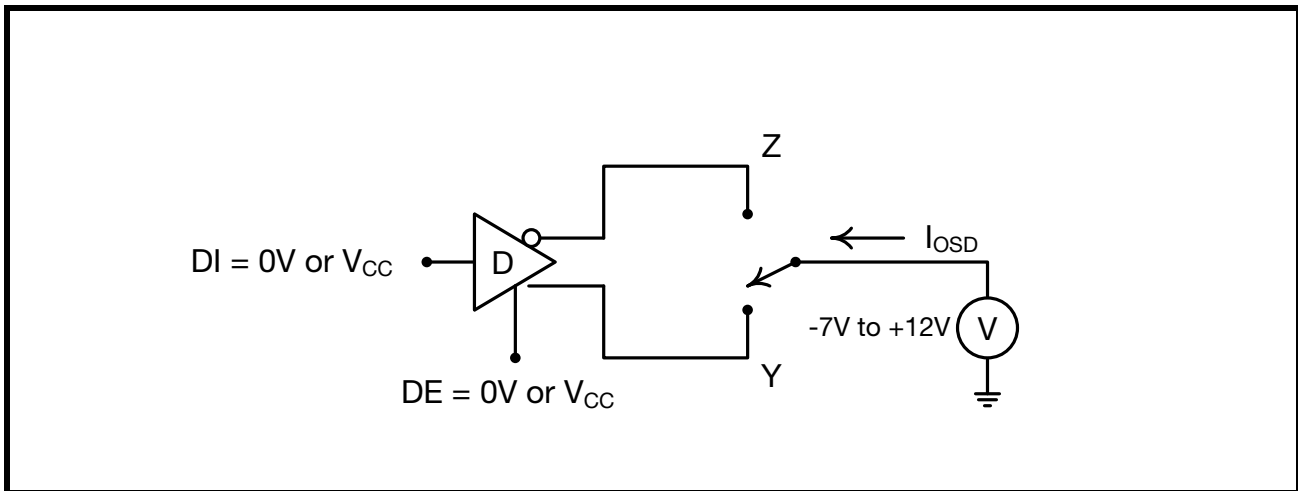 Z
I_OSD
DI = 0V or V_CC
D
-7V to +12V
V
Y
DE = 0V or V_CC